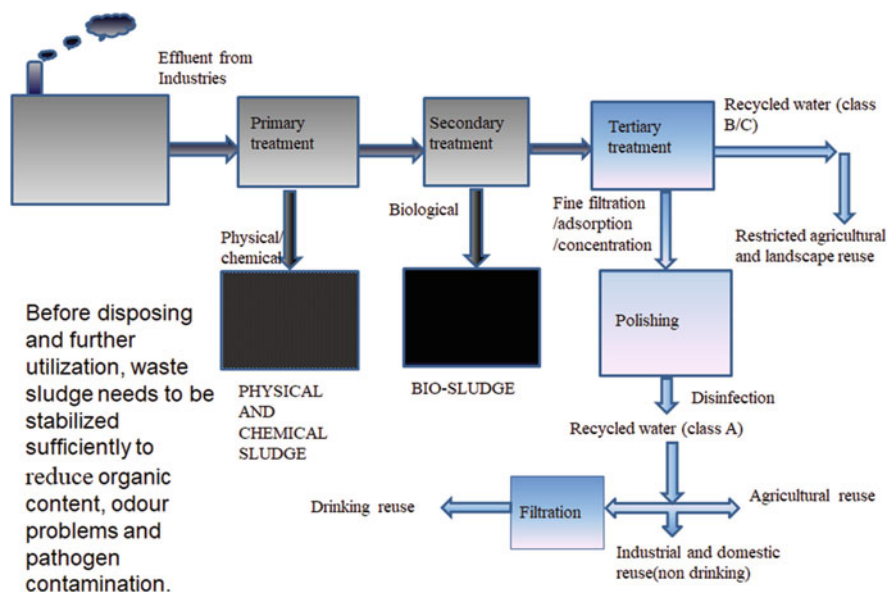 Effluent from
Industries
Primary
treatment
Secondary
treatment
Tertiary
treatment
Recycled water (class
B/C)
Physical/
chemical
Biological
Fine filtration
/adsorption
/concentration
Restricted agricultural
and landscape reuse
Before disposing
and further
utilization, waste
sludge needs to be
stabilized
sufficiently to
reduce organic
content, odour
problems and
pathogen
contamination.
PHYSICAL
AND
CHEMICAL
SLUDGE
BIO-SLUDGE
Polishing
Disinfection
Recycled water (class A)
Drinking reuse
Filtration
Agricultural reuse
Industrial and domestic
reuse(non drinking)